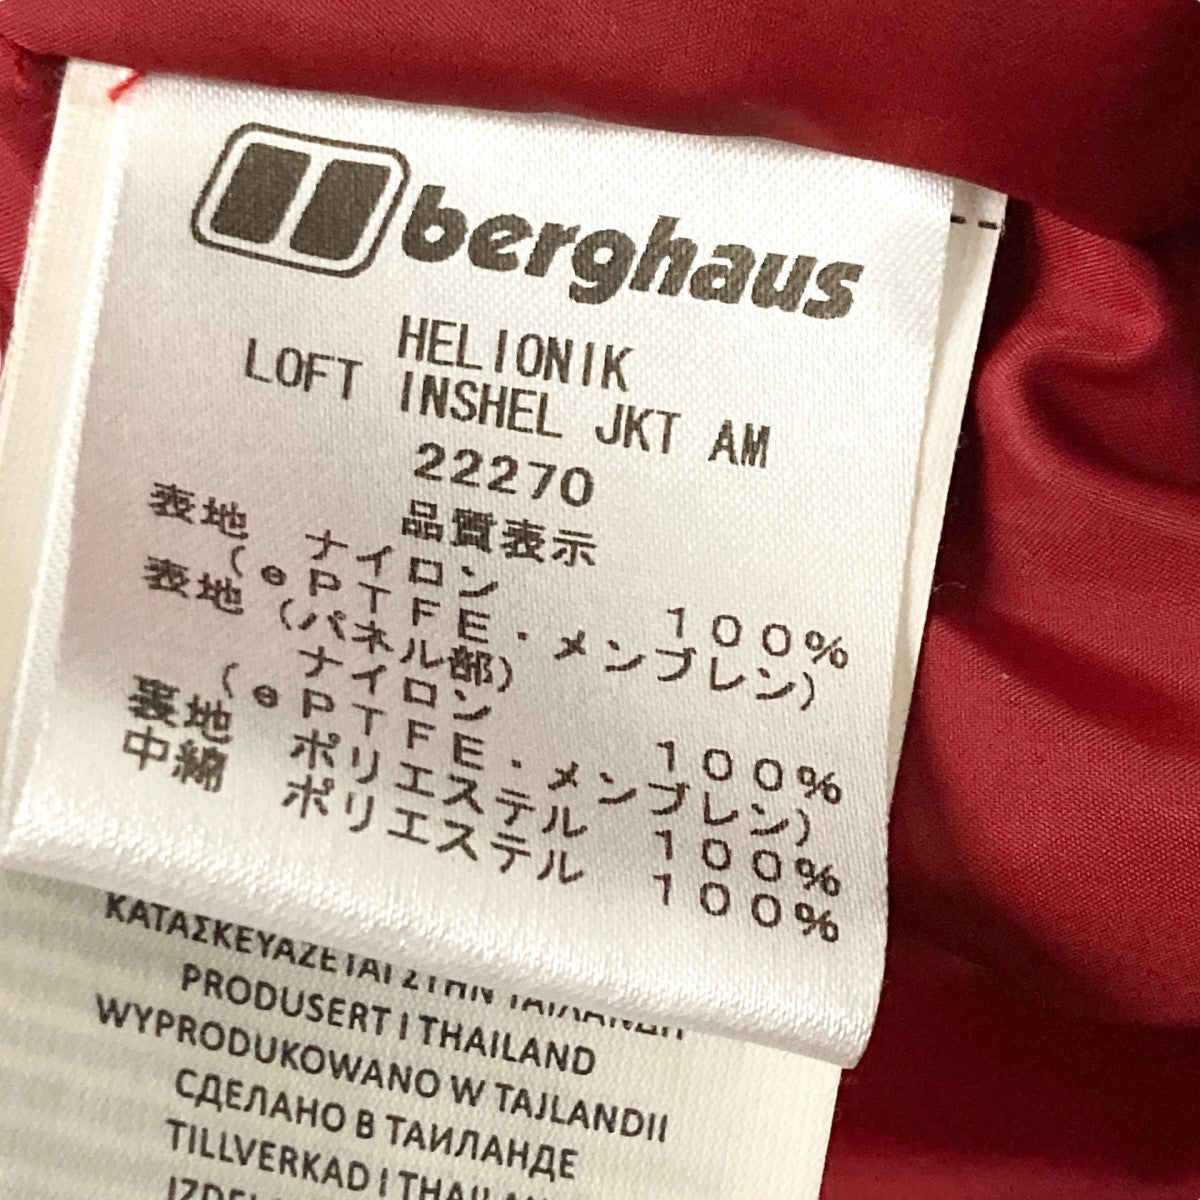 berghaus
HELIONIK
LOFT INSHEL JKT AM
22270
品質表示
表地 ナイロン 100%
(ePTFE・メンブレン)
表地(パネル部)
ナイロン 100%
(ePTFE・メンブレン)
裏地 ポリエステル 100%
中綿 ポリエステル 100%
ΚΑΤΑΣΚΕΥΑΖΕΤΑΙ ΣΤΗΝ ΤΑΪΛΑΝΔΗ
PRODUSERT I THAILAND
WYPRODUKOWANO W TAJLANDII
СДЕЛАНО В ТАИЛАНДЕ
TILLVERKAD I THAILAND